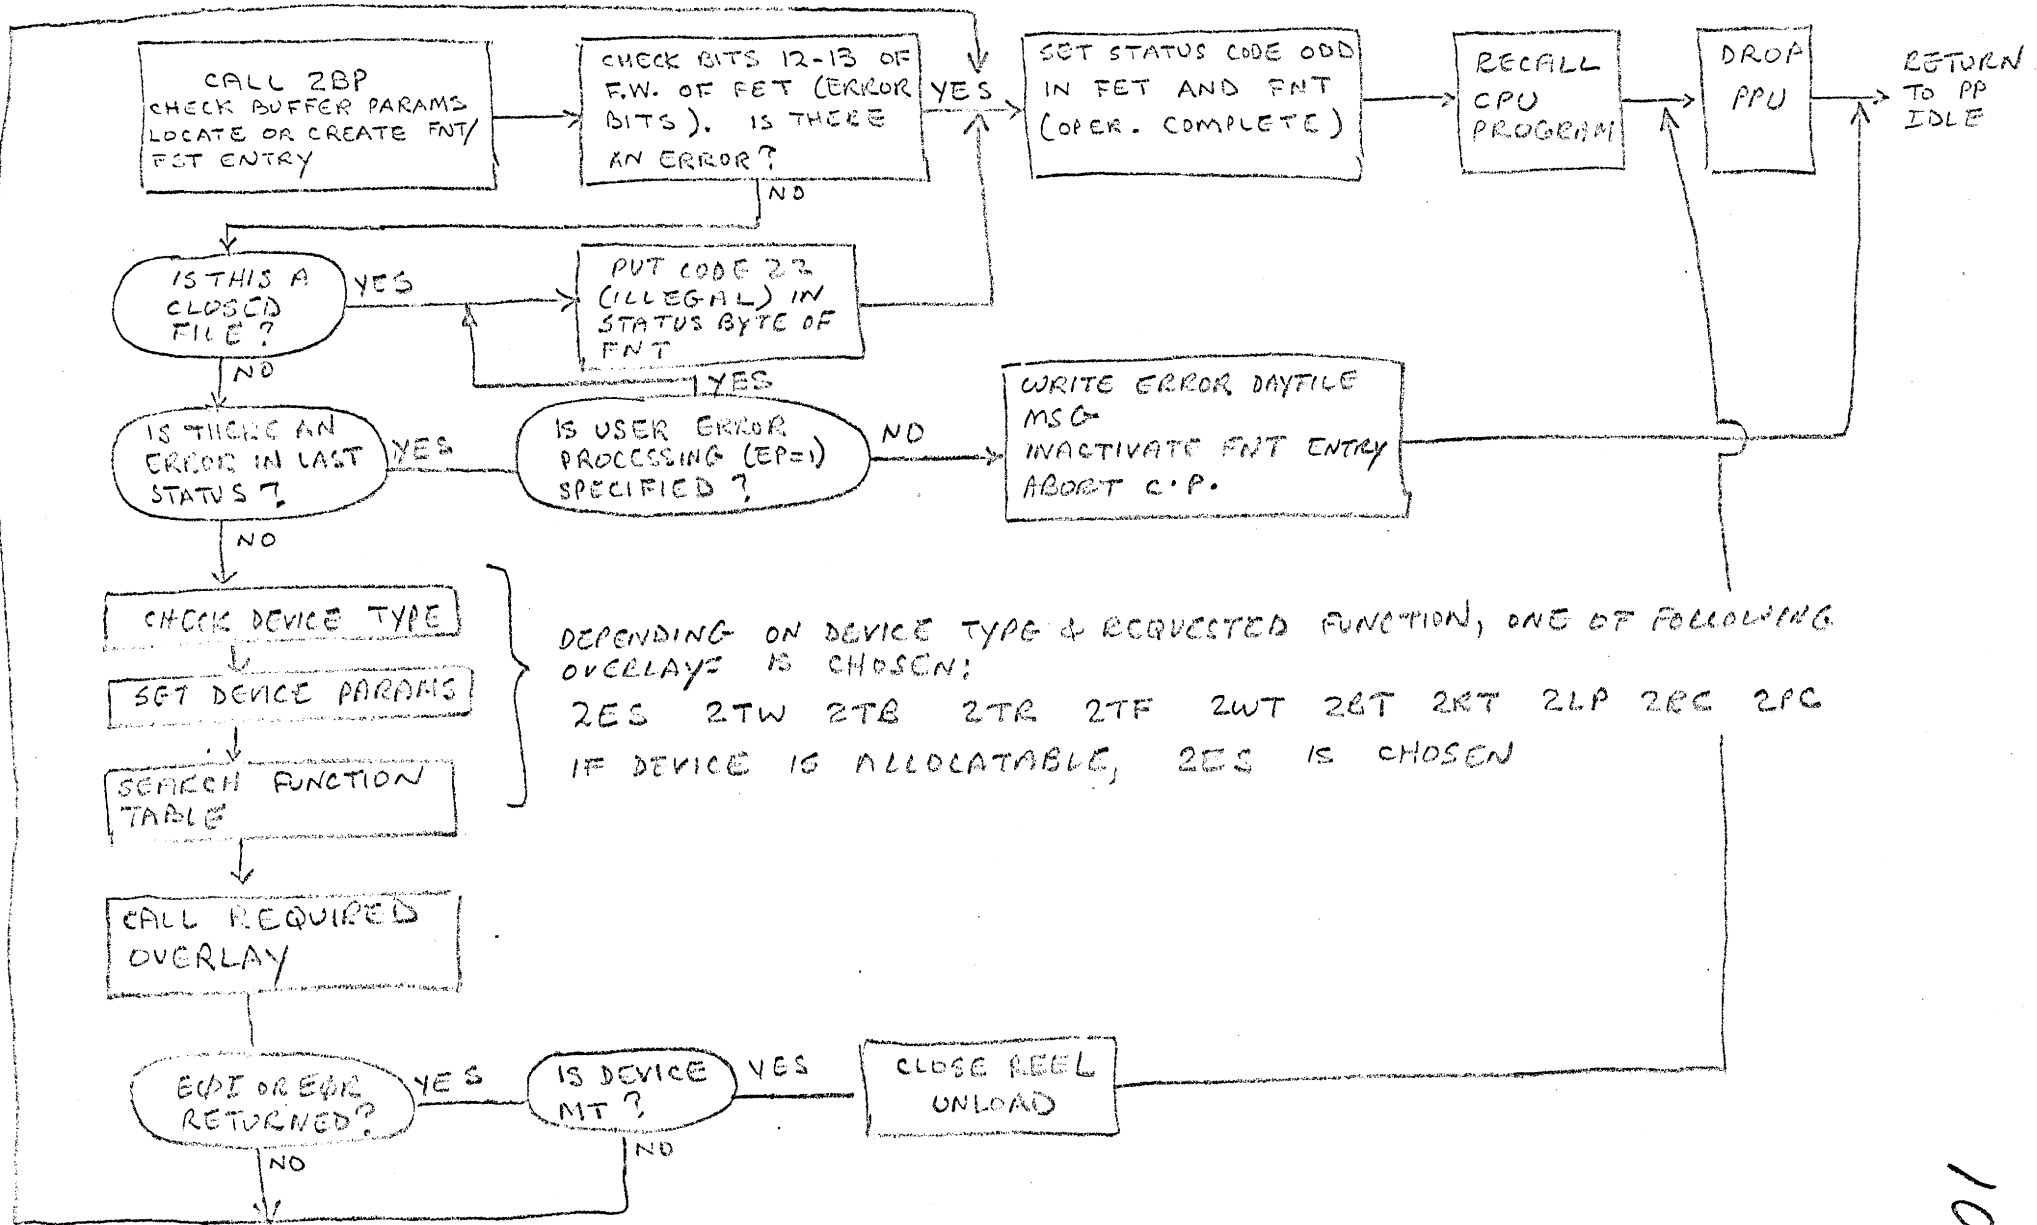 CALL 2BP
CHECK BUFFER PARAMS
LOCATE OR CREATE FNT/
FST ENTRY
CHECK BITS 12-13 OF
F.W. OF FET (ERROR
BITS). IS THERE
AN ERROR?
YES
NO
SET STATUS CODE ODD
IN FET AND FNT
(OPER. COMPLETE)
RECALL
CPU
PROGRAM
DROP
PPU
RETURN
TO PP
IDLE
IS THIS A
CLOSED
FILE?
YES
NO
PUT CODE 22
(ILLEGAL) IN
STATUS BYTE OF
FNT
YES
IS THERE AN
ERROR IN LAST
STATUS?
YES
NO
IS USER ERROR
PROCESSING (EP=1)
SPECIFIED?
NO
WRITE ERROR DAYFILE
MSG
INACTIVATE FNT ENTRY
ABORT C.P.
CHECK DEVICE TYPE
SET DEVICE PARAMS
SEARCH FUNCTION
TABLE
DEPENDING ON DEVICE TYPE & REQUESTED FUNCTION, ONE OF FOLLOWING
OVERLAYS IS CHOSEN:
2ES 2TW 2TB 2TR 2TF 2WT 2BT 2RT 2LP 2RC 2PC
IF DEVICE IS ALLOCATABLE, 2ES IS CHOSEN
CALL REQUIRED
OVERLAY
EØI OR EØR
RETURNED?
YES
NO
IS DEVICE
MT?
YES
NO
CLOSE REEL
UNLOAD